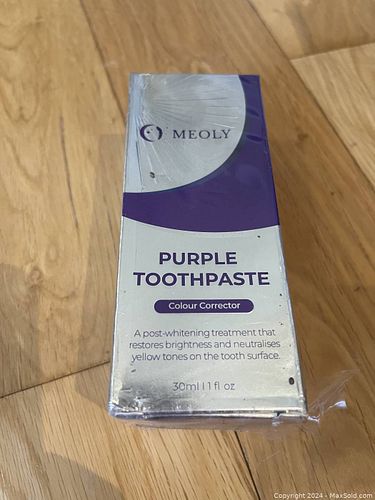 MEOLY
PURPLE
TOOTHPASTE
Colour Corrector
A post-whitening treatment that
restores brightness and neutralises
yellow tones on the tooth surface.
30ml | 1 fl oz
Copyright 2024 - MaxSold.com